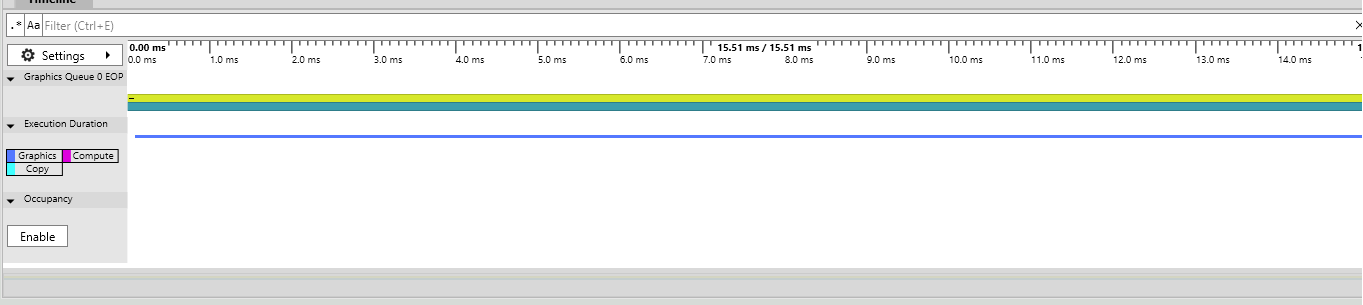 Timeline
.* Aa Filter (Ctrl+E)
Settings
0.00 ms 15.51 ms / 15.51 ms 1
0.0 ms 1.0 ms 2.0 ms 3.0 ms 4.0 ms 5.0 ms 6.0 ms 7.0 ms 8.0 ms 9.0 ms 10.0 ms 11.0 ms 12.0 ms 13.0 ms 14.0 ms
Graphics Queue 0 EOP
Execution Duration
Graphics Compute
Copy
Occupancy
Enable